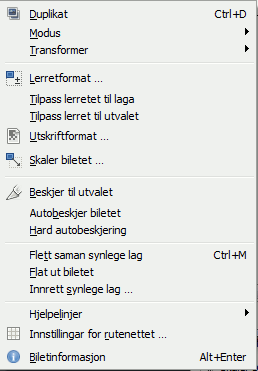 Duplikat Ctrl+D
Modus
Transformer
Lerretformat ...
Tilpass lerretet til laga
Tilpass lerret til utvalet
Utskriftformat ...
Skaler biletet ...
Beskjer til utvalet
Autobeskjer biletet
Hard autobeskjering
Flett saman synlege lag Ctrl+M
Flat ut biletet
Innrett synlege lag ...
Hjelpelinjer
Innstillingar for rutenettet ...
Biletinformasjon Alt+Enter